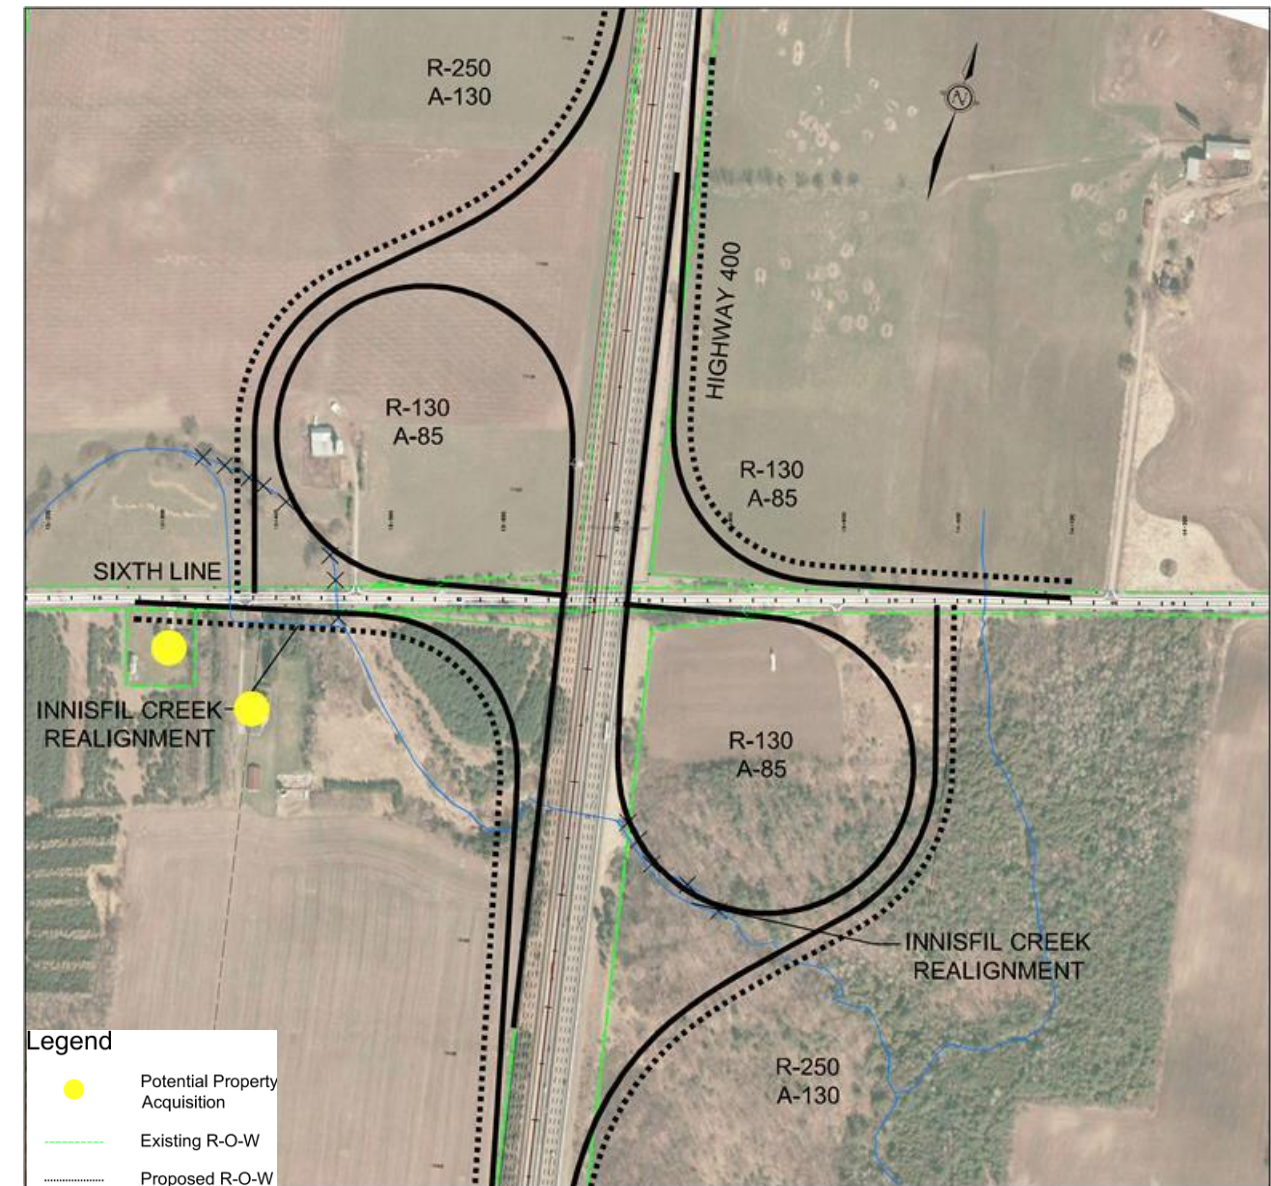 R-250
A-130
N
HIGHWAY 400
R-130
A-85
R-130
A-85
SIXTH LINE
INNISFIL CREEK
REALIGNMENT
R-130
A-85
INNISFIL CREEK
REALIGNMENT
R-250
A-130
Legend
Potential Property
Acquisition
Existing R-O-W
Proposed R-O-W